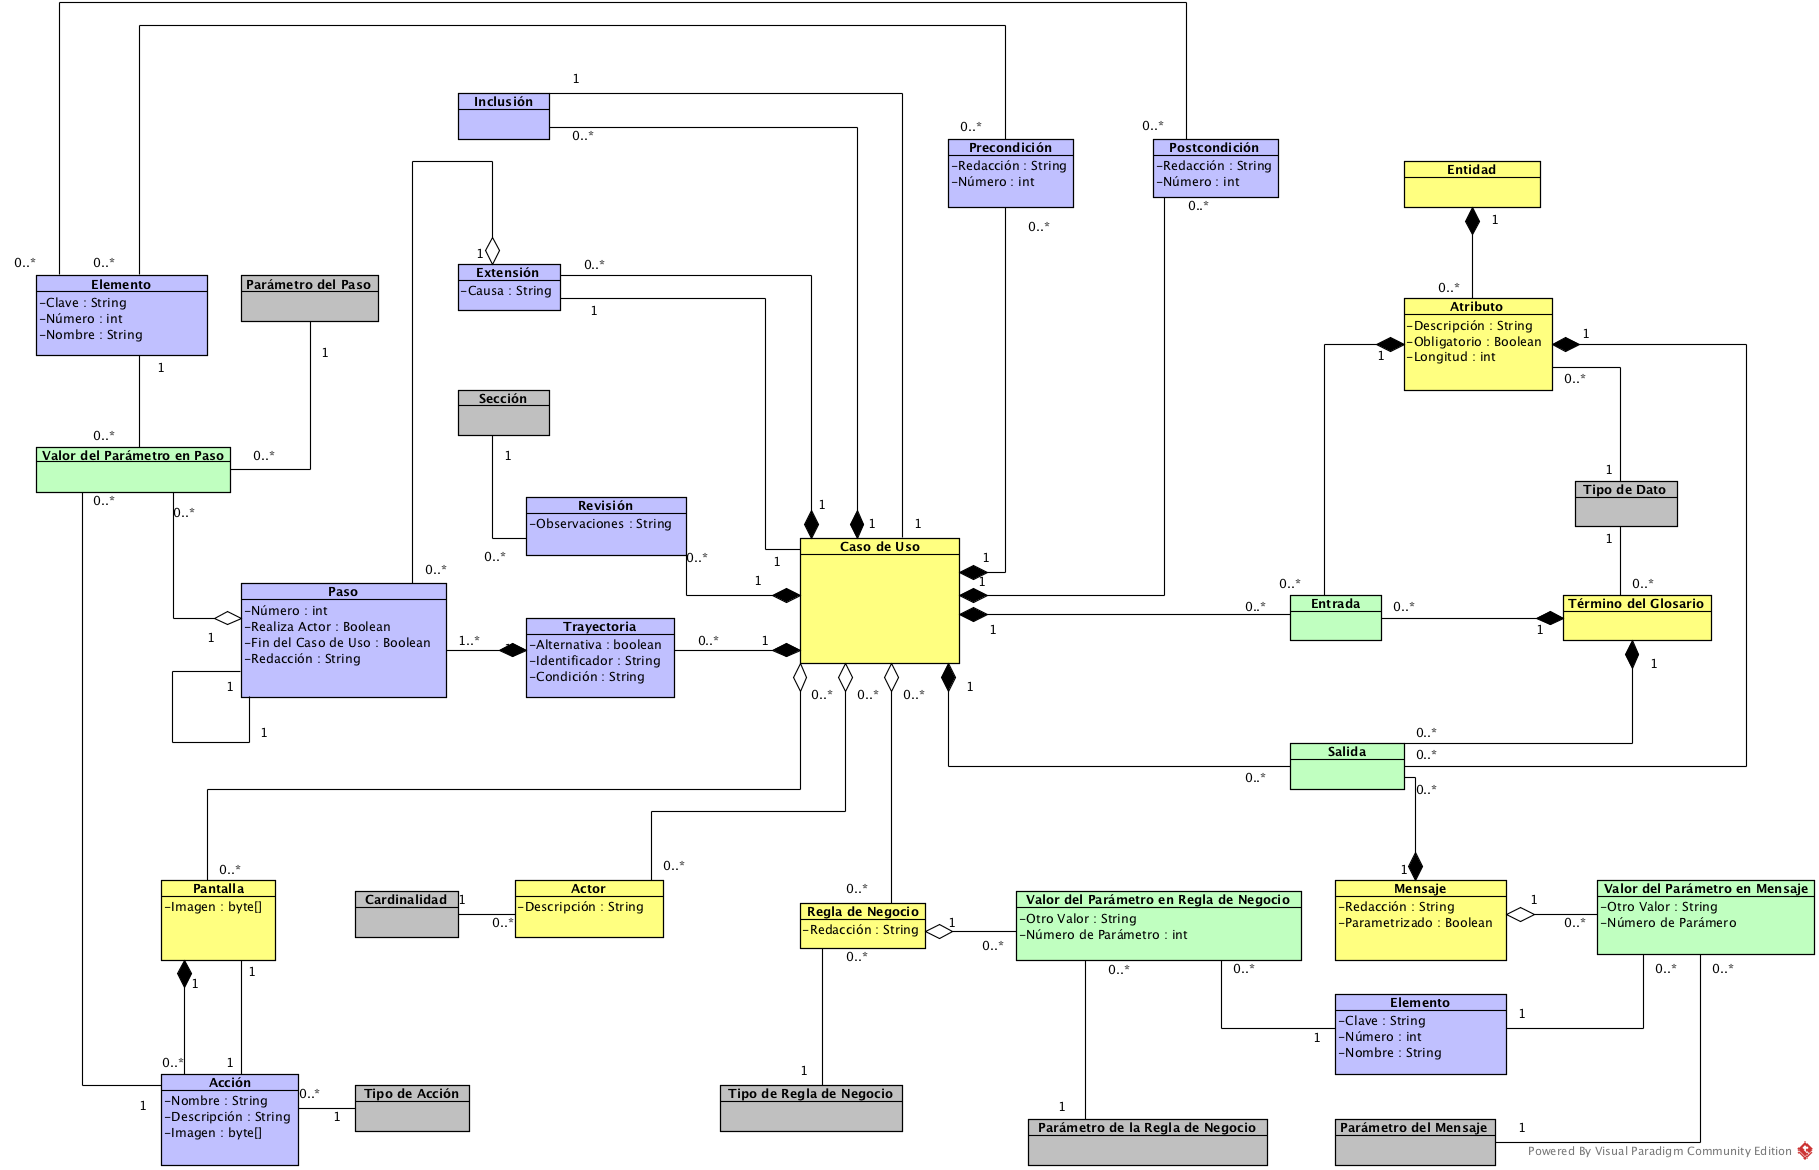 1
Inclusión
0..*
0..*
Precondición
-Redacción : String
-Número : int
0..*
0..*
Postcondición
-Redacción : String
-Número : int
0..*
Entidad
1
0..*
0..*
0..*
Elemento
-Clave : String
-Número : int
-Nombre : String
1
Parámetro del Paso
1
1
Extensión
-Causa : String
0..*
1
0..*
Atributo
-Descripción : String
-Obligatorio : Boolean
-Longitud : int
1
1
0..*
Sección
1
0..*
Valor del Parámetro en Paso
0..*
0..*
0..*
Revisión
-Observaciones : String
0..*
0..*
1
1
1
1
1
Caso de Uso
1
1
1
1
Tipo de Dato
1
0..*
Paso
-Número : int
-Realiza Actor : Boolean
-Fin del Caso de Uso : Boolean
-Redacción : String
1
1
1
1..*
Trayectoria
-Alternativa : boolean
-Identificador : String
-Condición : String
0..*
1
1
0..*
0..*
Entrada
0..*
0..*
Término del Glosario
1
1
0..*
0..*
0..*
1
0..*
Salida
0..*
0..*
0..*
0..*
Pantalla
-Imagen : byte[]
1
1
Cardinalidad
1
0..*
0..*
Actor
-Descripción : String
0..*
Regla de Negocio
-Redacción : String
0..*
1
0..*
Valor del Parámetro en Regla de Negocio
-Otro Valor : String
-Número de Parámetro : int
0..*
0..*
1
Mensaje
-Redacción : String
-Parametrizado : Boolean
1
0..*
Valor del Parámetro en Mensaje
-Otro Valor : String
-Número de Parámero
0..*
0..*
Elemento
-Clave : String
-Número : int
-Nombre : String
1
1
0..*
1
Acción
-Nombre : String
-Descripción : String
-Imagen : byte[]
1
0..*
1
Tipo de Acción
1
Tipo de Regla de Negocio
1
Parámetro de la Regla de Negocio
Parámetro del Mensaje
1
Powered By Visual Paradigm Community Edition